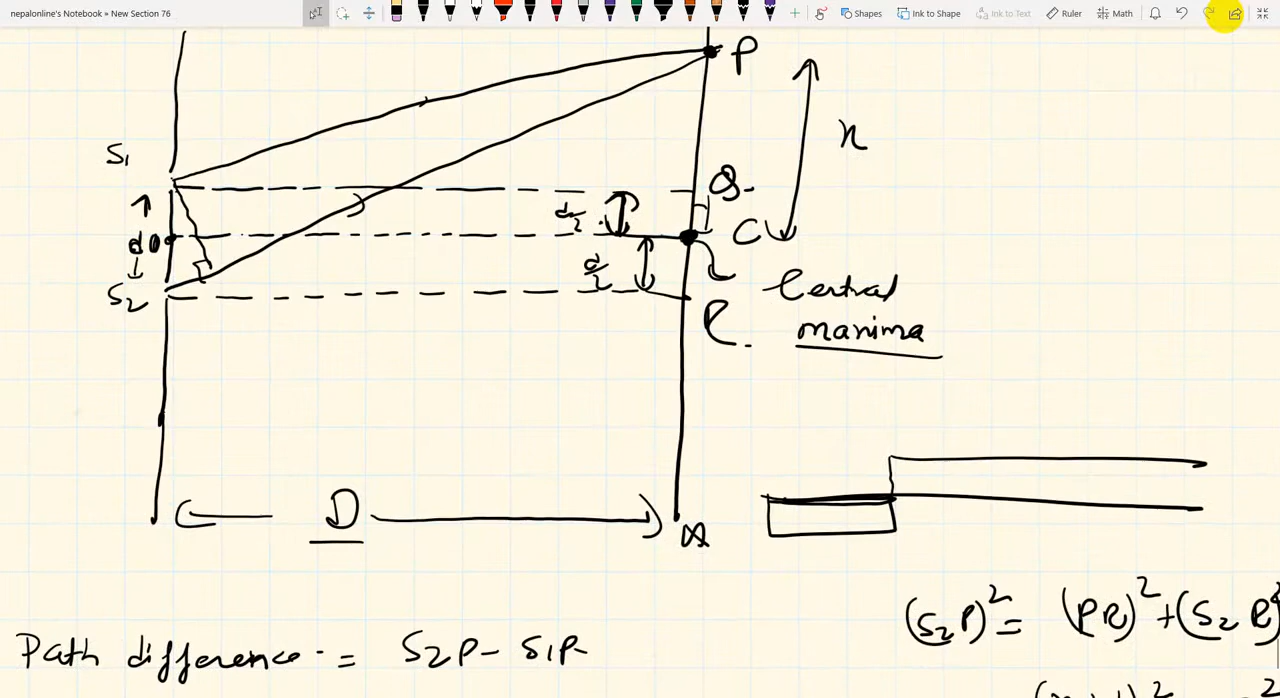 nepalonline's Notebook » New Section 76
Shapes Ink to Shape Ink to Text Ruler Math
P
x
S1
Q
d/2
C
d
O
d/2
S2
Central
maxima
R
D
(S2P)² = (PR)² + (S2R)²
Path difference = S2P - S1P